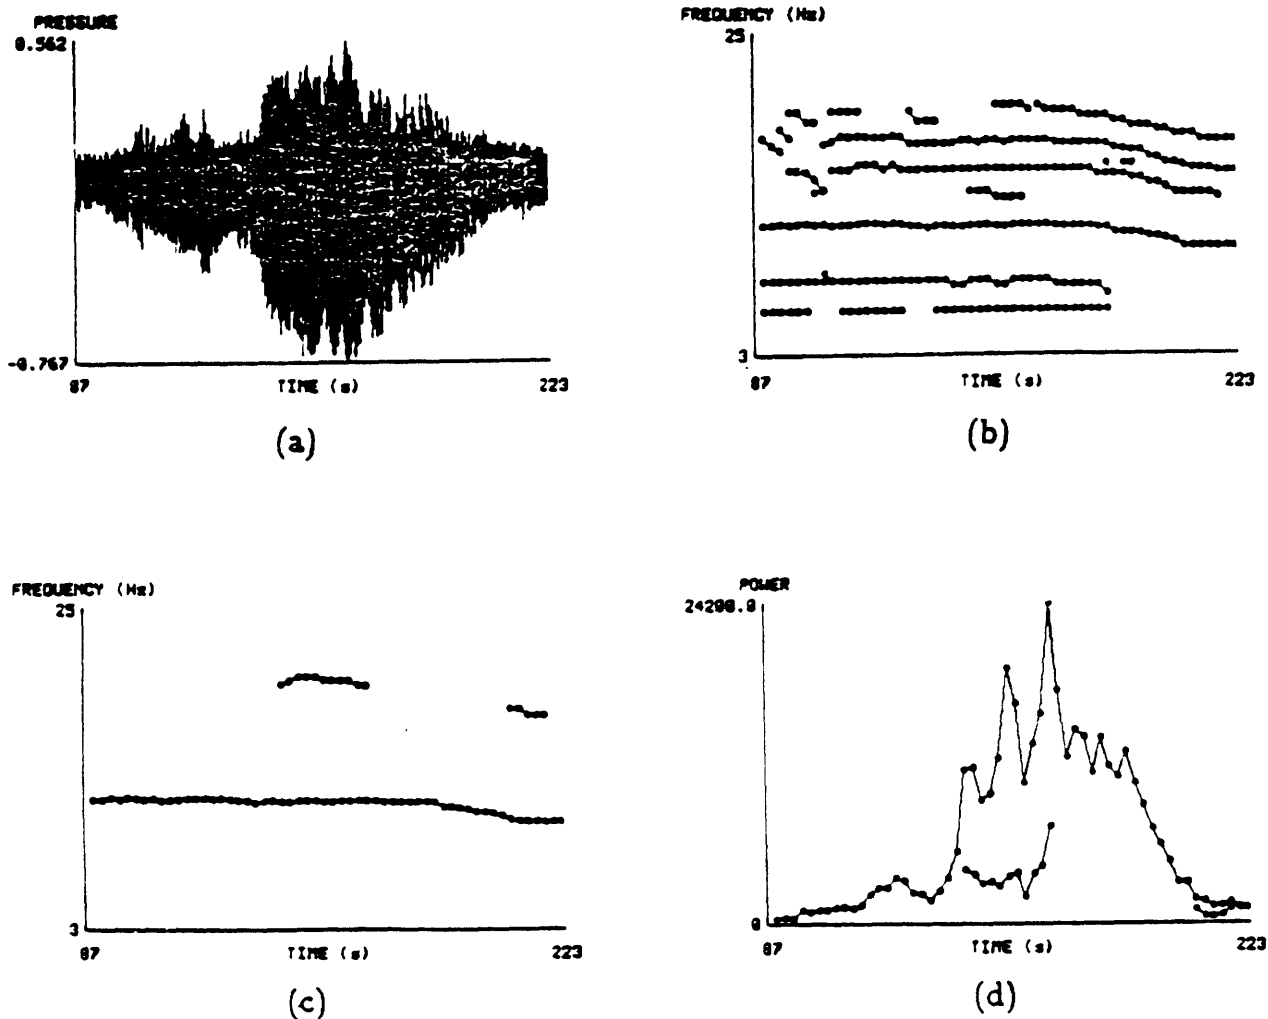 PRESSURE
0.562
-0.767
87
TIME (s)
223
(a)
FREQUENCY (Hz)
25
3
87
TIME (s)
223
(b)
FREQUENCY (Hz)
25
3
87
TIME (s)
223
(c)
POWER
24298.9
0
87
TIME (s)
223
(d)